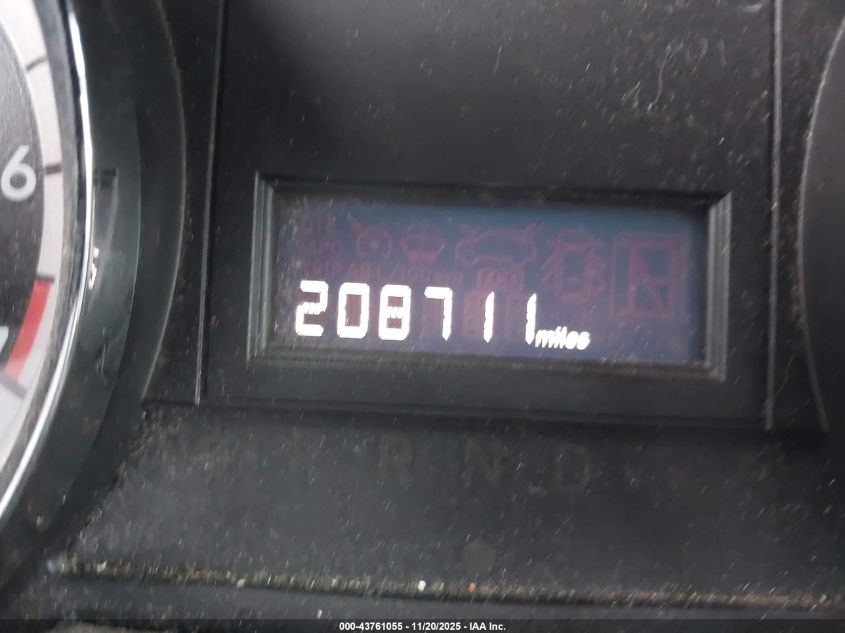 6
208711 miles
R N D
000-43761055 - 11/20/2025 - IAA Inc.